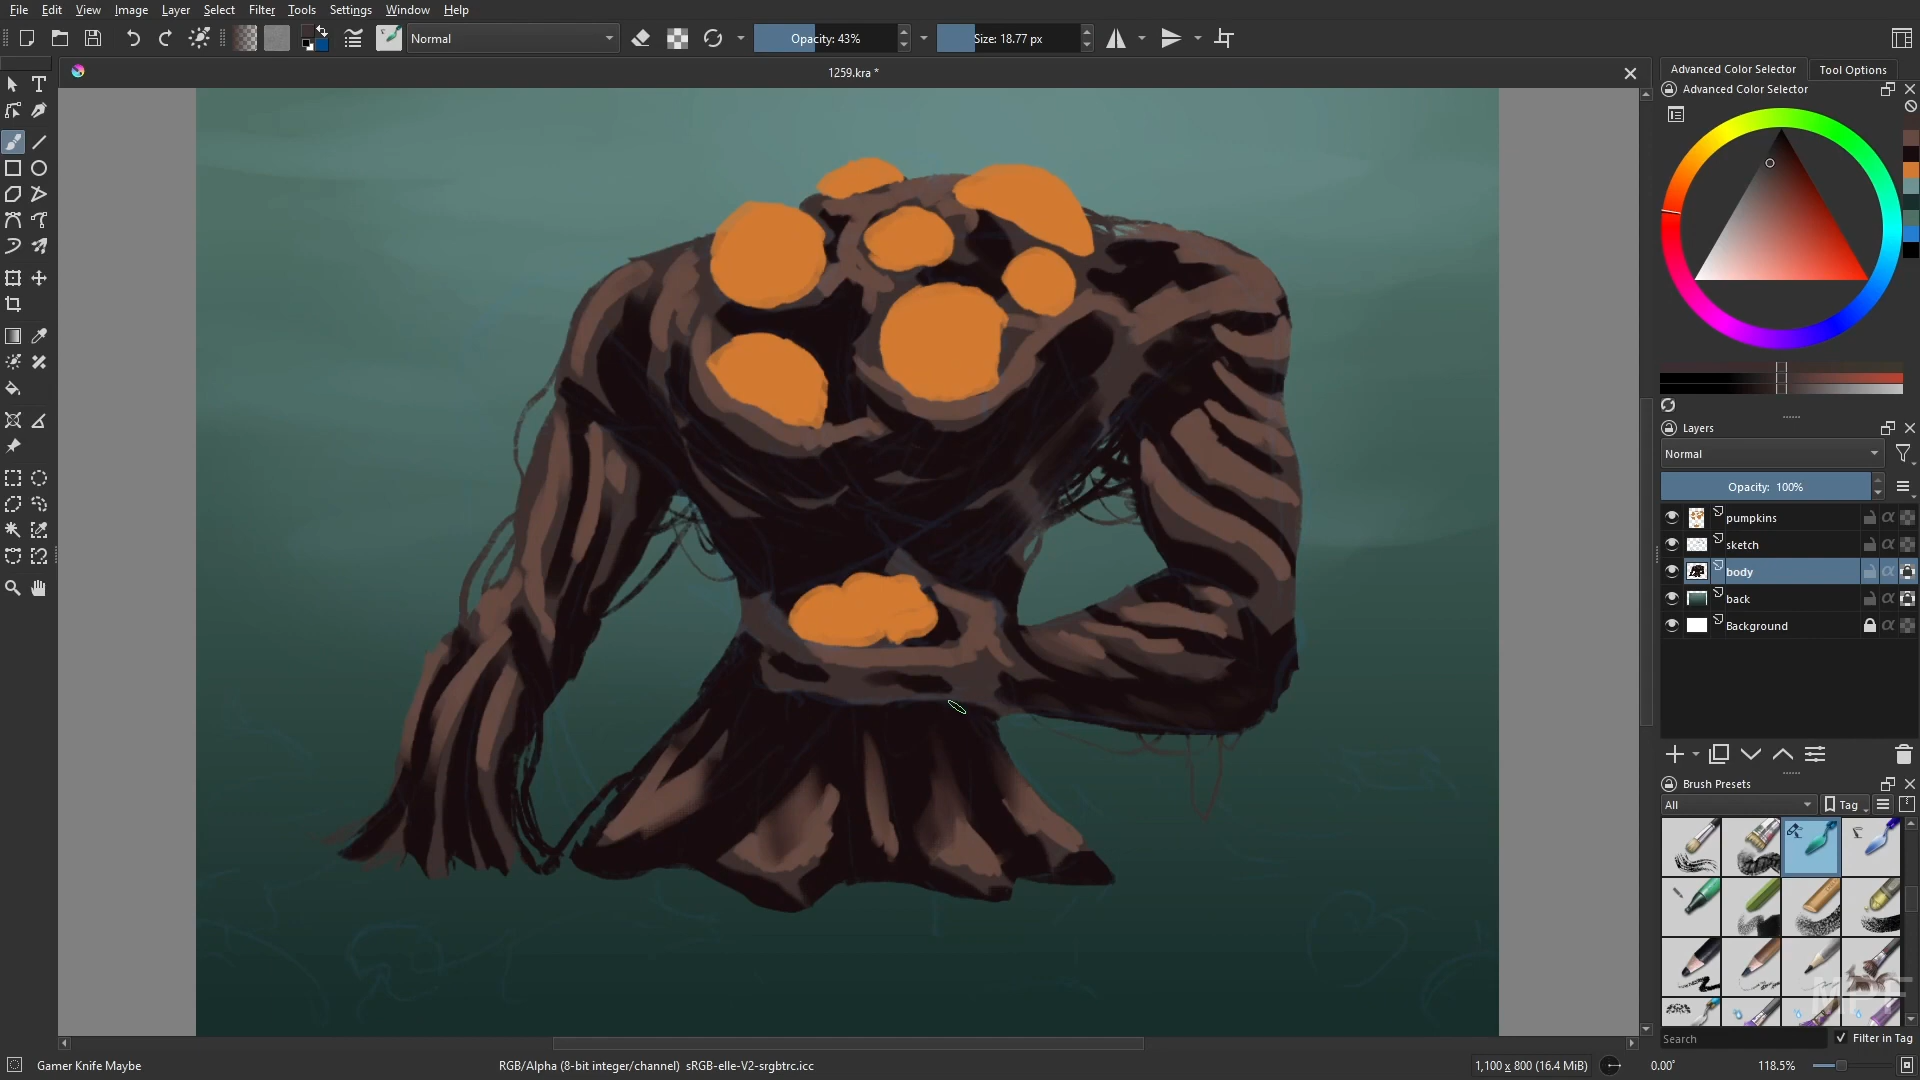 File Edit View Image Layer Select Filter Tools Settings Window Help
Normal
Opacity: 43%
Size: 18.77 px
1259.kra *
Advanced Color Selector
Tool Options
Advanced Color Selector
Layers
Normal
Opacity: 100%
pumpkins
sketch
body
back
Background
Brush Presets
All
Tag
MPF
Search
Filter in Tag
Gamer Knife Maybe
RGB/Alpha (8-bit integer/channel) sRGB-elle-V2-srgbtrc.icc
1,100 x 800 (16.4 MiB)
0.00°
118.5%